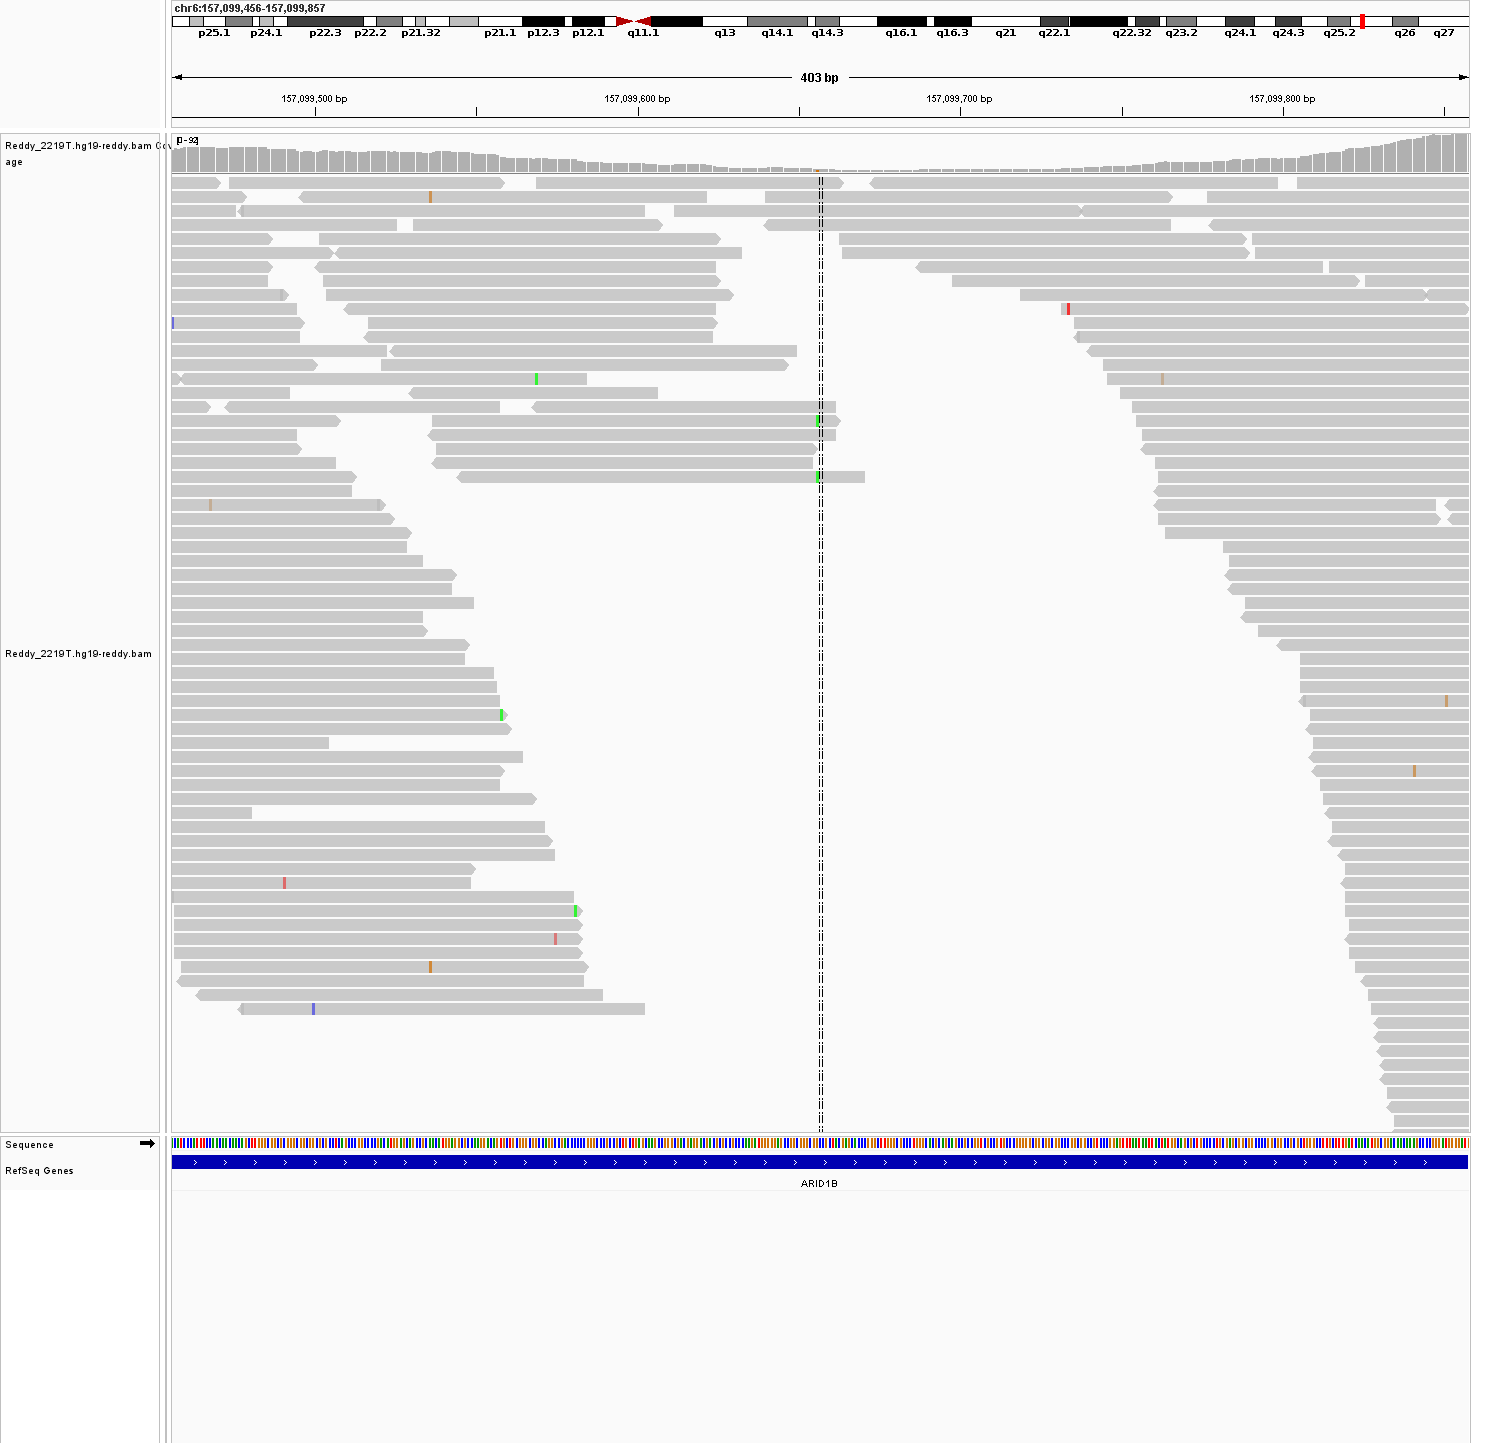 chr6:157,099,456-157,099,857
p25.1 p24.1 p22.3 p22.2 p21.32 p21.1 p12.3 p12.1 q11.1 q13 q14.1 q14.3 q16.1 q16.3 q21 q22.1 q22.32 q23.2 q24.1 q24.3 q25.2 q26 q27
403 bp
157,099,500 bp 157,099,600 bp 157,099,700 bp 157,099,800 bp
[0 - 92]
Reddy_2219T.hg19-reddy.bam Cov
age
Reddy_2219T.hg19-reddy.bam
Sequence
RefSeq Genes
ARID1B